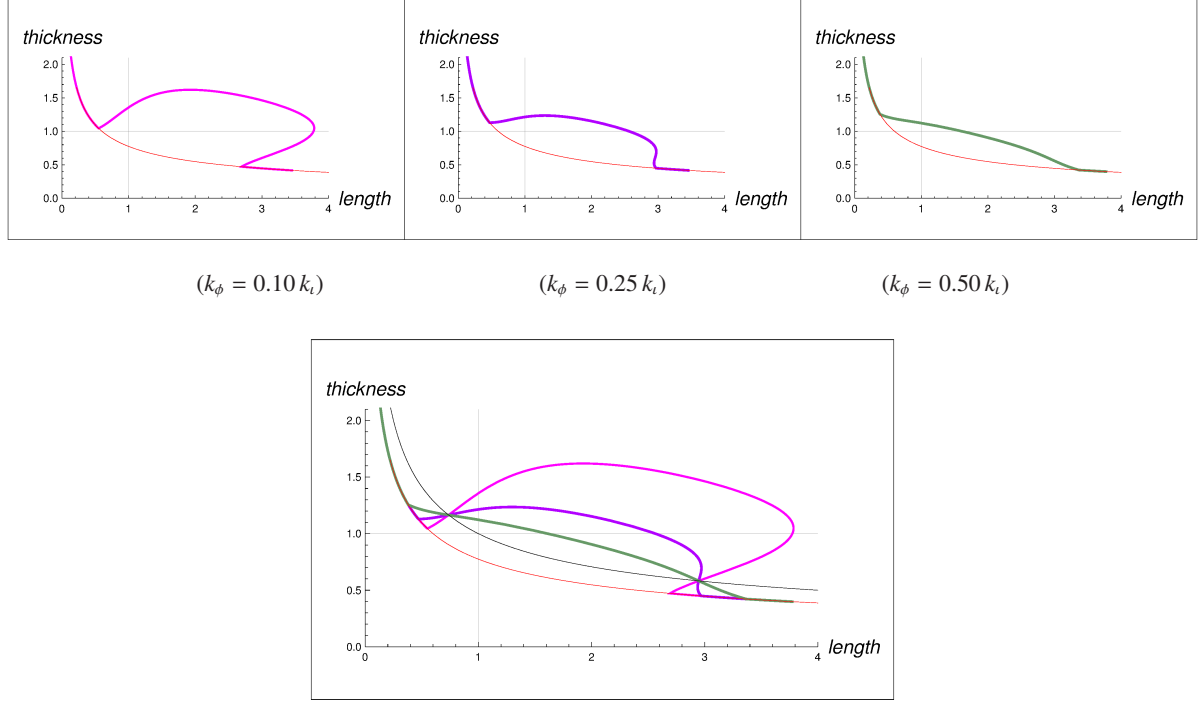 thickness thickness thickness
2.0 2.0 2.0
1.5 1.5 1.5
1.0 1.0 1.0
0.5 0.5 0.5
0.0 0.0 0.0
length length length
0 1 2 3 4 0 1 2 3 4 0 1 2 3 4
(kϕ = 0.10 kι) (kϕ = 0.25 kι) (kϕ = 0.50 kι)
thickness
2.0
1.5
1.0
0.5
0.0
length
0 1 2 3 4